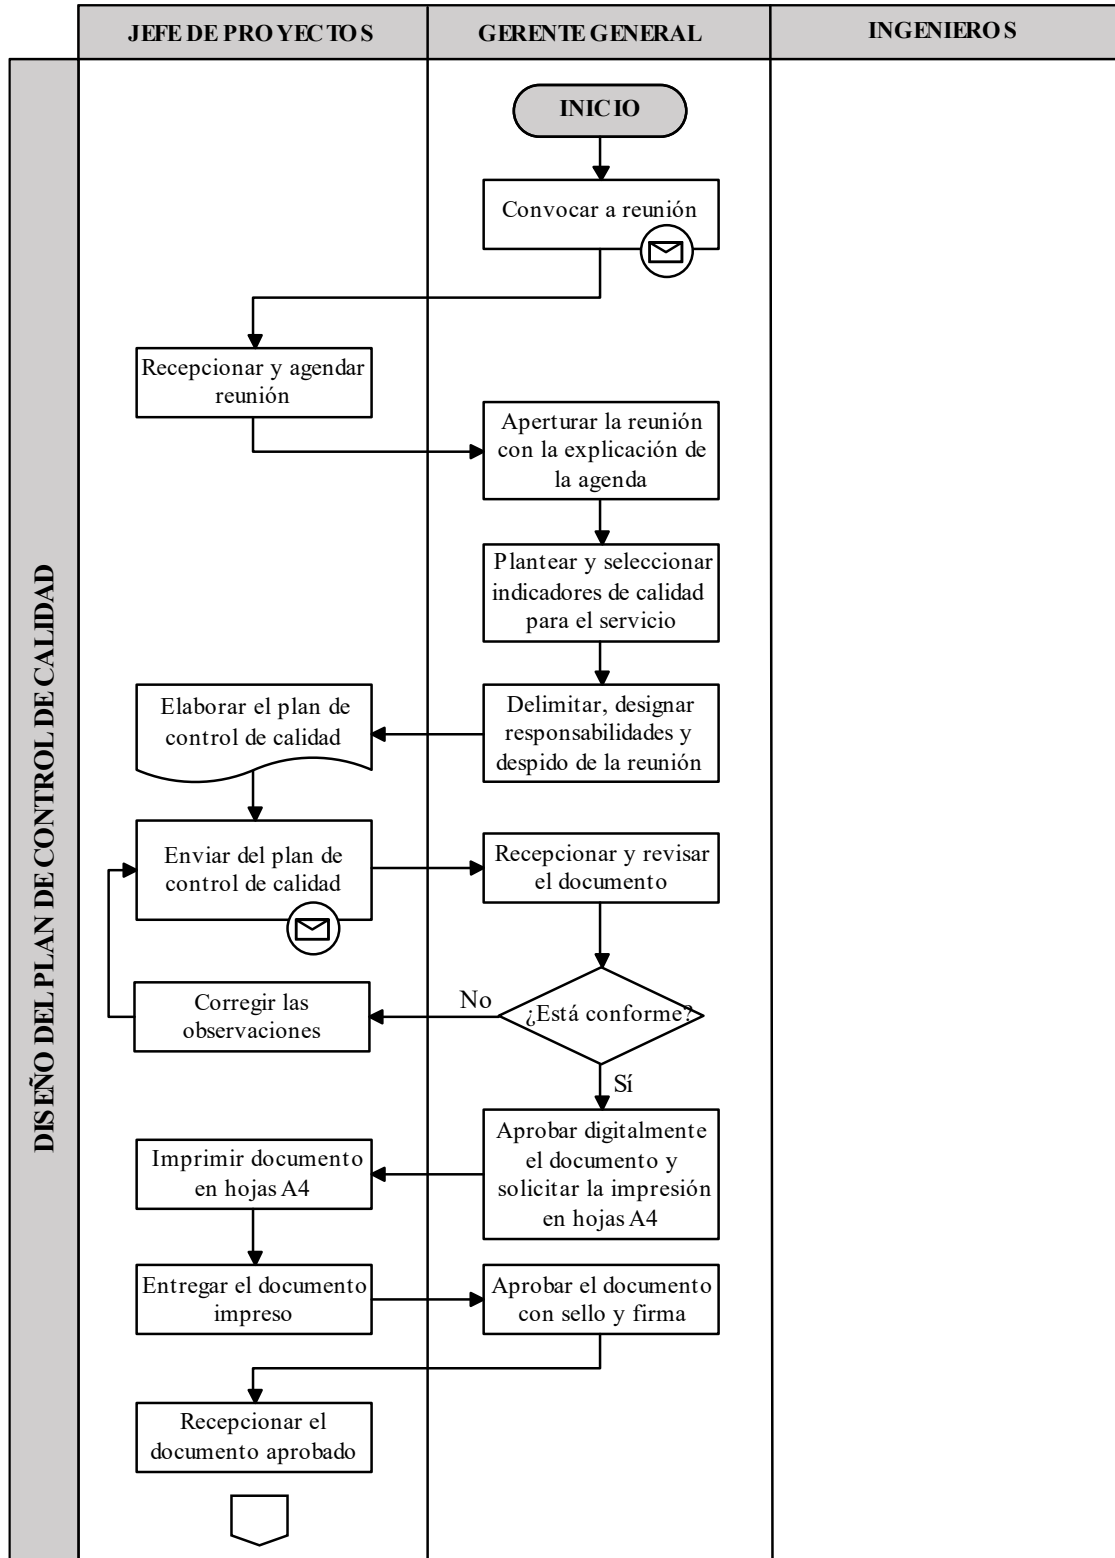 JEFE DE PROYECTOS
GERENTE GENERAL
INGENIEROS
DISEÑO DEL PLAN DE CONTROL DE CALIDAD
INICIO
Convocar a reunión
Recepcionar y agendar
reunión
Aperturar la reunión
con la explicación de
la agenda
Plantear y seleccionar
indicadores de calidad
para el servicio
Delimitar, designar
responsabilidades y
despido de la reunión
Elaborar el plan de
control de calidad
Enviar del plan de
control de calidad
Recepcionar y revisar
el documento
¿Está conforme?
No
Corregir las
observaciones
Sí
Aprobar digitalmente
el documento y
solicitar la impresión
en hojas A4
Imprimir documento
en hojas A4
Entregar el documento
impreso
Aprobar el documento
con sello y firma
Recepcionar el
documento aprobado